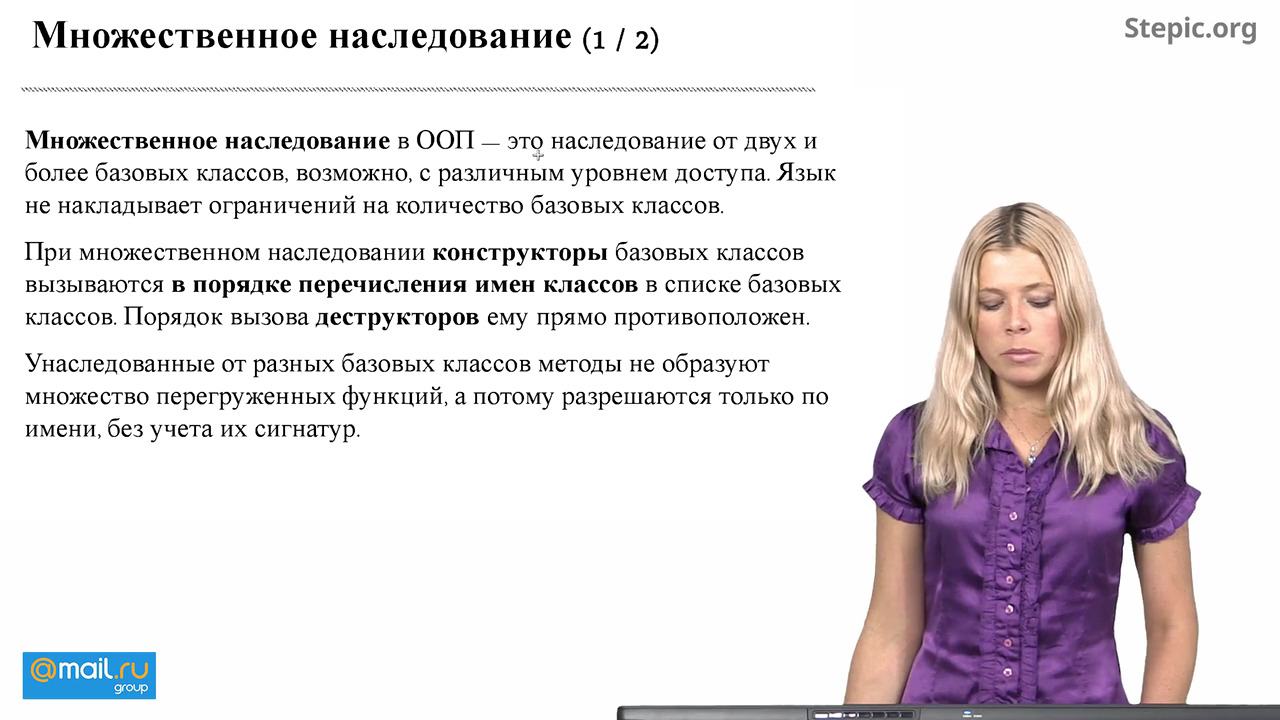 Множественное наследование (1 / 2)
Stepic.org
Множественное наследование в ООП — это наследование от двух и
более базовых классов, возможно, с различным уровнем доступа. Язык
не накладывает ограничений на количество базовых классов.
При множественном наследовании конструкторы базовых классов
вызываются в порядке перечисления имен классов в списке базовых
классов. Порядок вызова деструкторов ему прямо противоположен.
Унаследованные от разных базовых классов методы не образуют
множество перегруженных функций, а потому разрешаются только по
имени, без учета их сигнатур.
@mail.ru
group